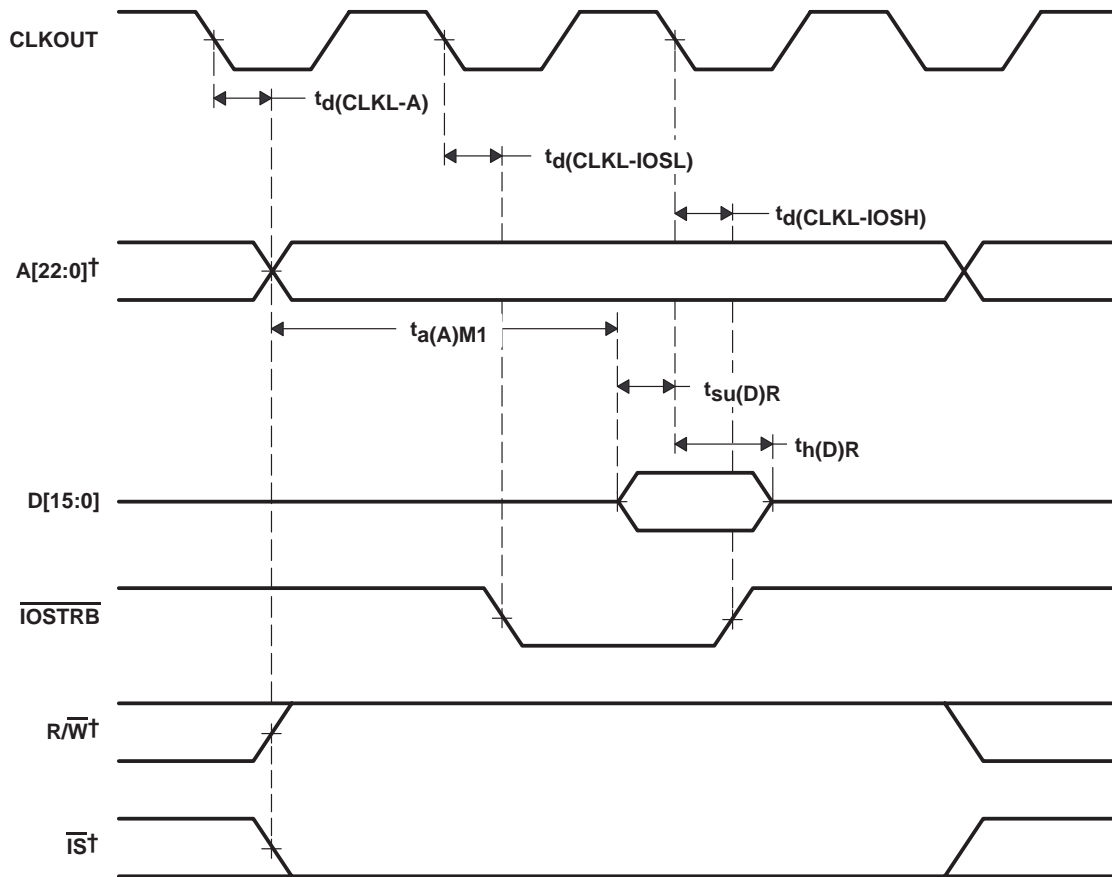 CLKOUT
td(CLKL-A)
td(CLKL-IOSL)
td(CLKL-IOSH)
A[22:0]†
ta(A)M1
tsu(D)R
th(D)R
D[15:0]
IOSTRB
R/W†
IS†